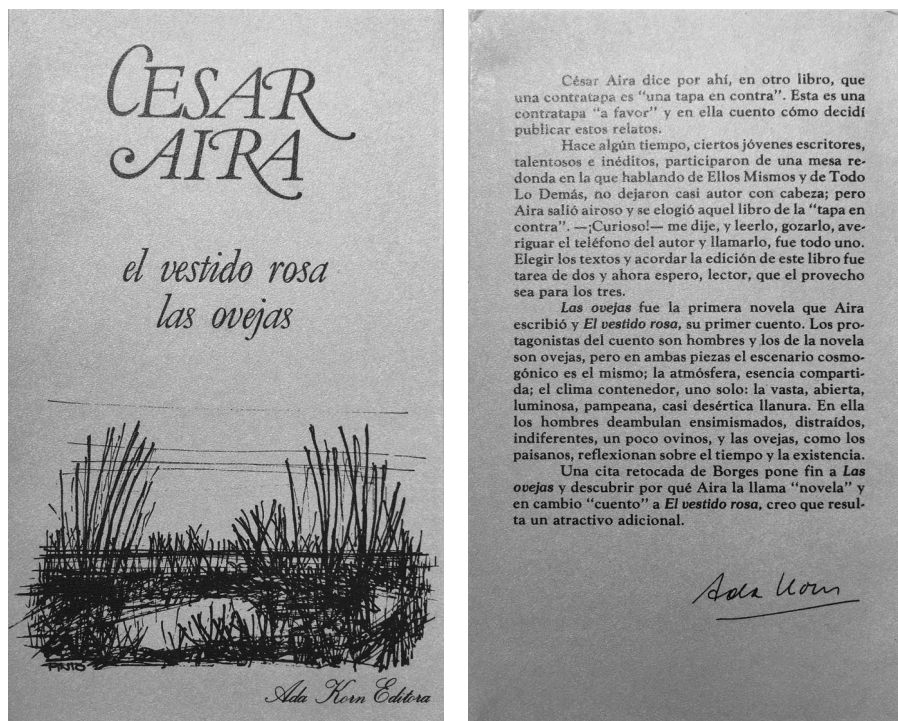 CESAR
AIRA
el vestido rosa
las ovejas
PINTO
Ada Korn Editora
César Aira dice por ahí, en otro libro, que
una contratapa es “una tapa en contra”. Esta es una
contratapa “a favor” y en ella cuento cómo decidí
publicar estos relatos.
Hace algún tiempo, ciertos jóvenes escritores,
talentosos e inéditos, participaron de una mesa re-
donda en la que hablando de Ellos Mismos y de Todo
Lo Demás, no dejaron casi autor con cabeza; pero
Aira salió airoso y se elogió aquel libro de la “tapa en
contra”. —¡Curioso!— me dije, y leerlo, gozarlo, ave-
riguar el teléfono del autor y llamarlo, fue todo uno.
Elegir los textos y acordar la edición de este libro fue
tarea de dos y ahora espero, lector, que el provecho
sea para los tres.
Las ovejas fue la primera novela que Aira
escribió y El vestido rosa, su primer cuento. Los pro-
tagonistas del cuento son hombres y los de la novela
son ovejas, pero en ambas piezas el escenario cosmo-
gónico es el mismo; la atmósfera, esencia comparti-
da; el clima contenedor, uno solo: la vasta, abierta,
luminosa, pampeana, casi desértica llanura. En ella
los hombres deambulan ensimismados, distraídos,
indiferentes, un poco ovinos, y las ovejas, como los
paisanos, reflexionan sobre el tiempo y la existencia.
Una cita retocada de Borges pone fin a Las
ovejas y descubrir por qué Aira la llama “novela” y
en cambio “cuento” a El vestido rosa, creo que resul-
ta un atractivo adicional.
Ada Korn